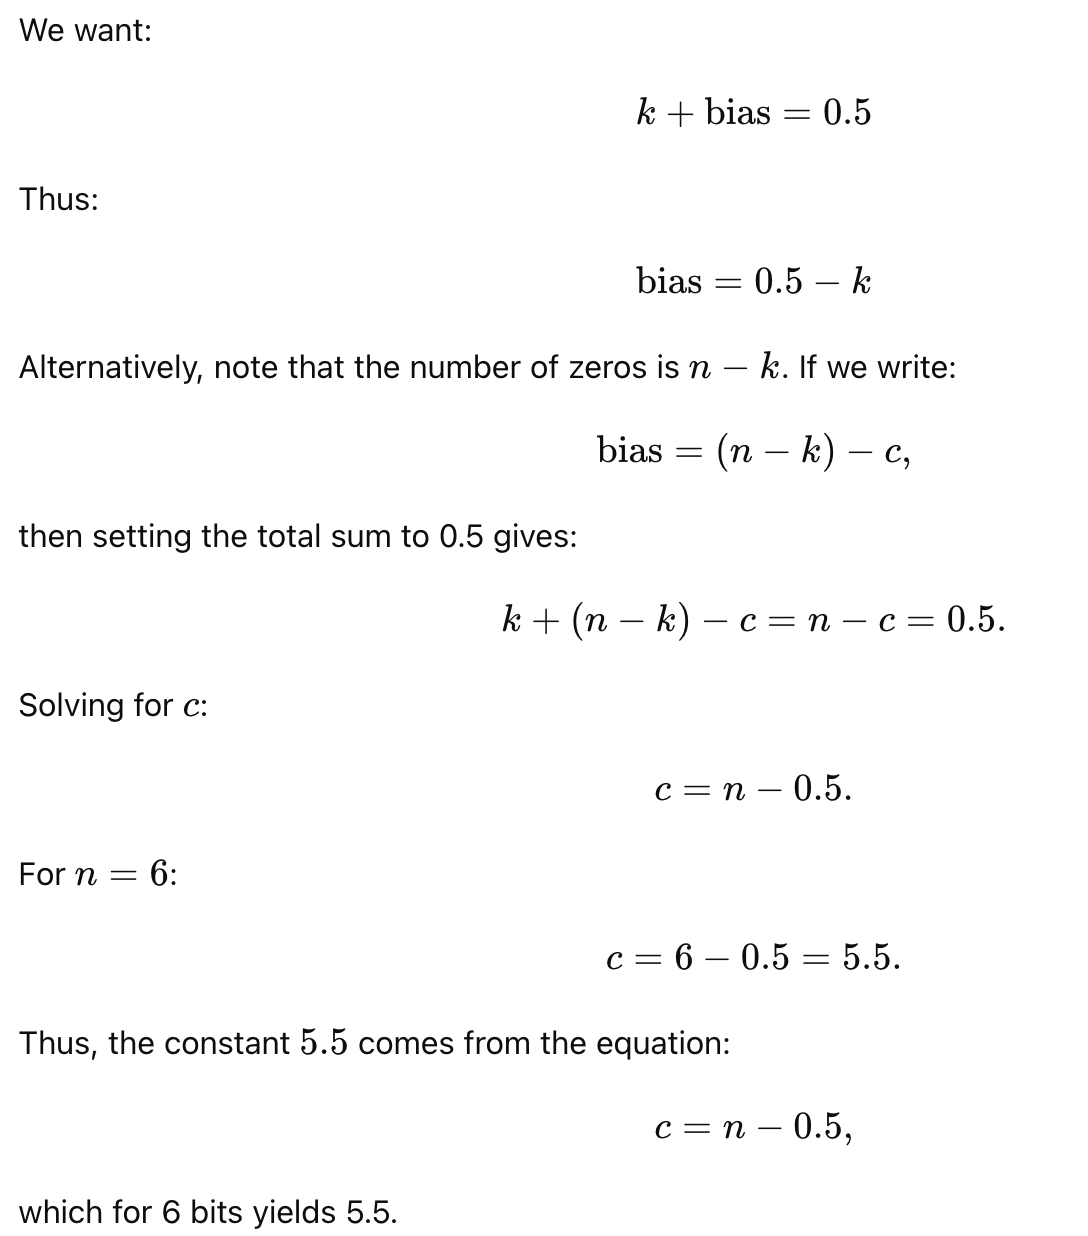 We want:
k + bias = 0.5
Thus:
bias = 0.5 − k
Alternatively, note that the number of zeros is n − k. If we write:
bias = (n − k) − c,
then setting the total sum to 0.5 gives:
k + (n − k) − c = n − c = 0.5.
Solving for c:
c = n − 0.5.
For n = 6:
c = 6 − 0.5 = 5.5.
Thus, the constant 5.5 comes from the equation:
c = n − 0.5,
which for 6 bits yields 5.5.